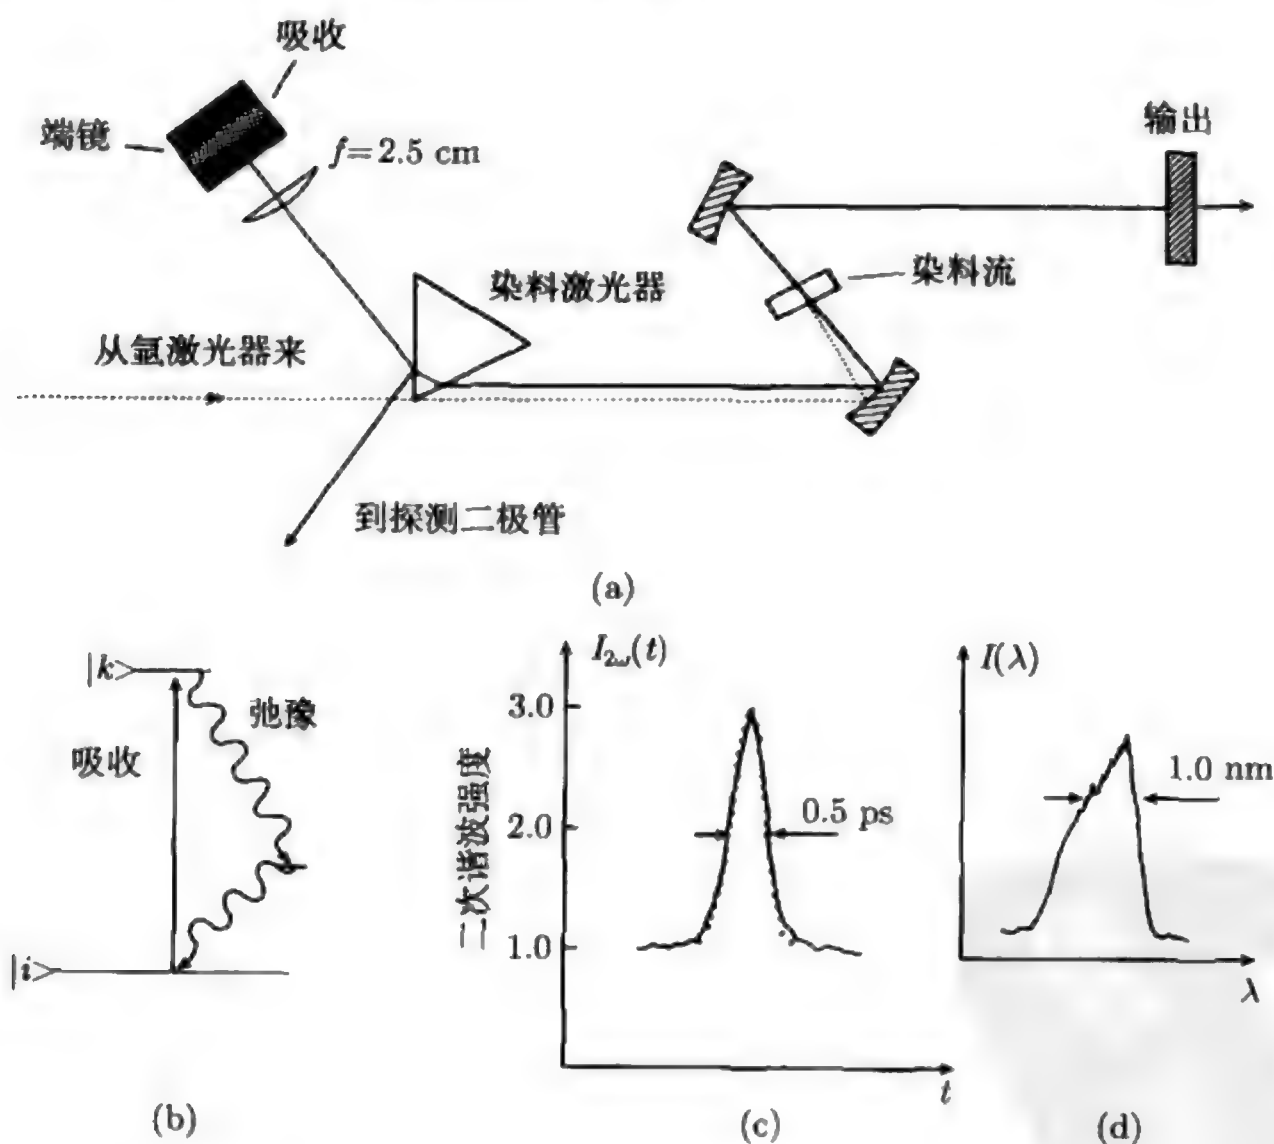 吸收
端镜
f=2.5 cm
输出
染料激光器
染料流
从氩激光器来
到探测二极管
(a)
|k>
弛豫
吸收
|i>
(b)
I₂ω(t)
3.0
2.0
1.0
二次谐波强度
0.5 ps
t
(c)
I(λ)
1.0 nm
λ
(d)